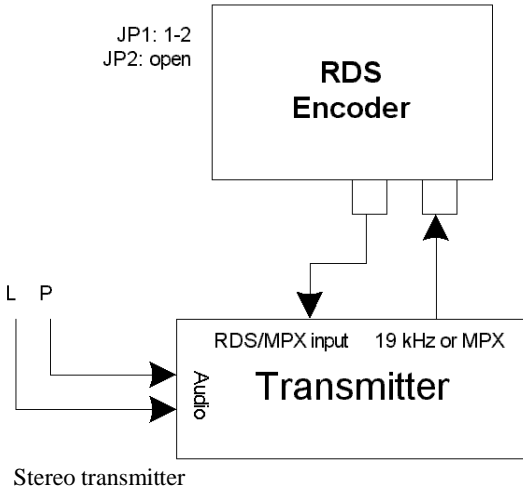 JP1: 1-2
JP2: open
RDS
Encoder
L P
RDS/MPX input 19 kHz or MPX
Audio
Transmitter
Stereo transmitter